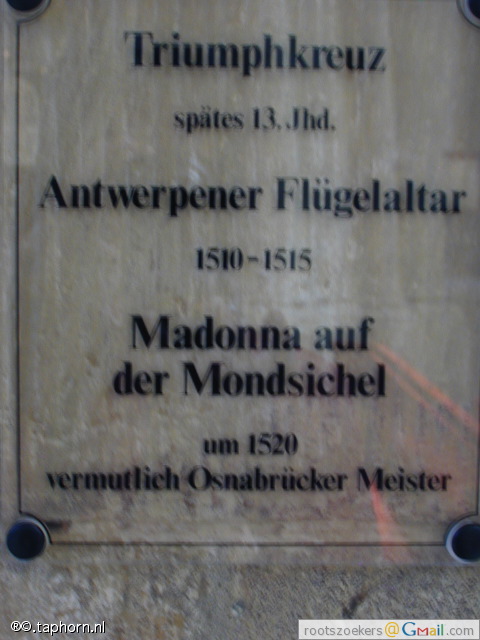 Triumphkreuz
spätes 13. Jhd.
Antwerpener Flügelaltar
1510-1515
Madonna auf
der Mondsichel
um 1520
vermutlich Osnabrücker Meister
®©.taphorn.nl
rootszoekers@Gmail.com